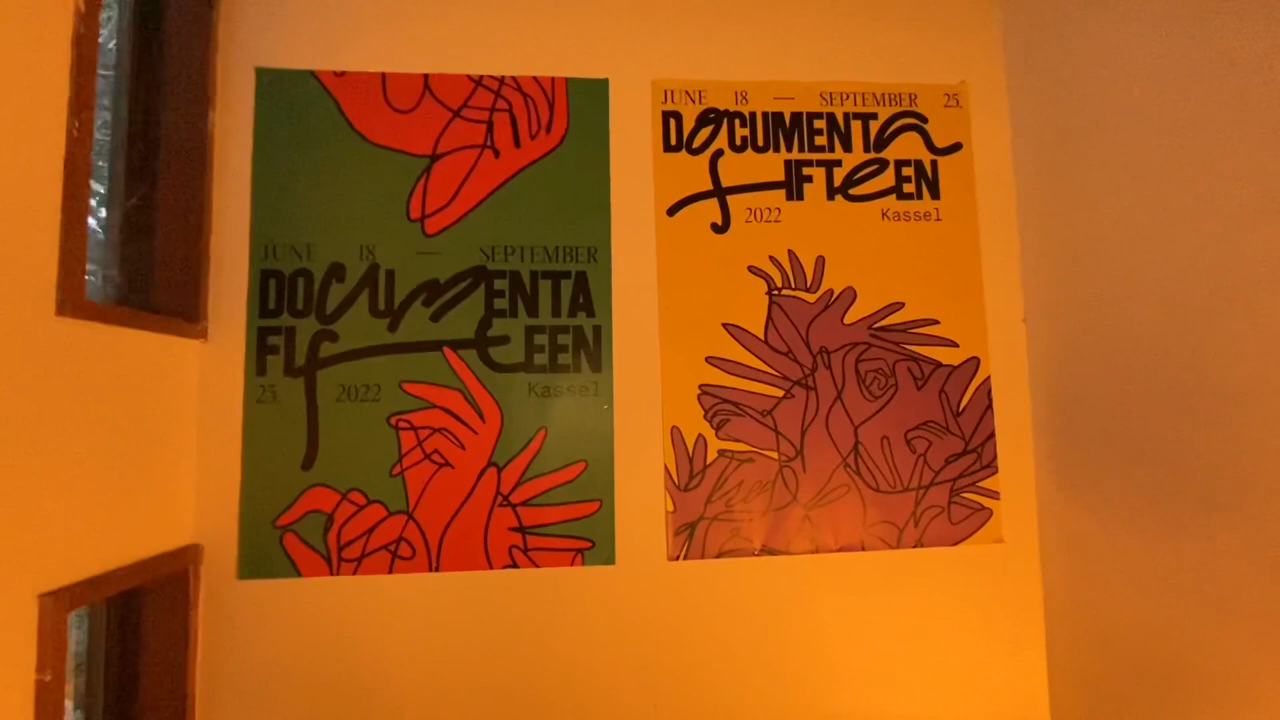 JUNE 18 — SEPTEMBER
DOCUMENTA
FIFTEEN
25. 2022 Kassel
JUNE 18 — SEPTEMBER 25.
DOCUMENTA
FIFTEEN
2022 Kassel